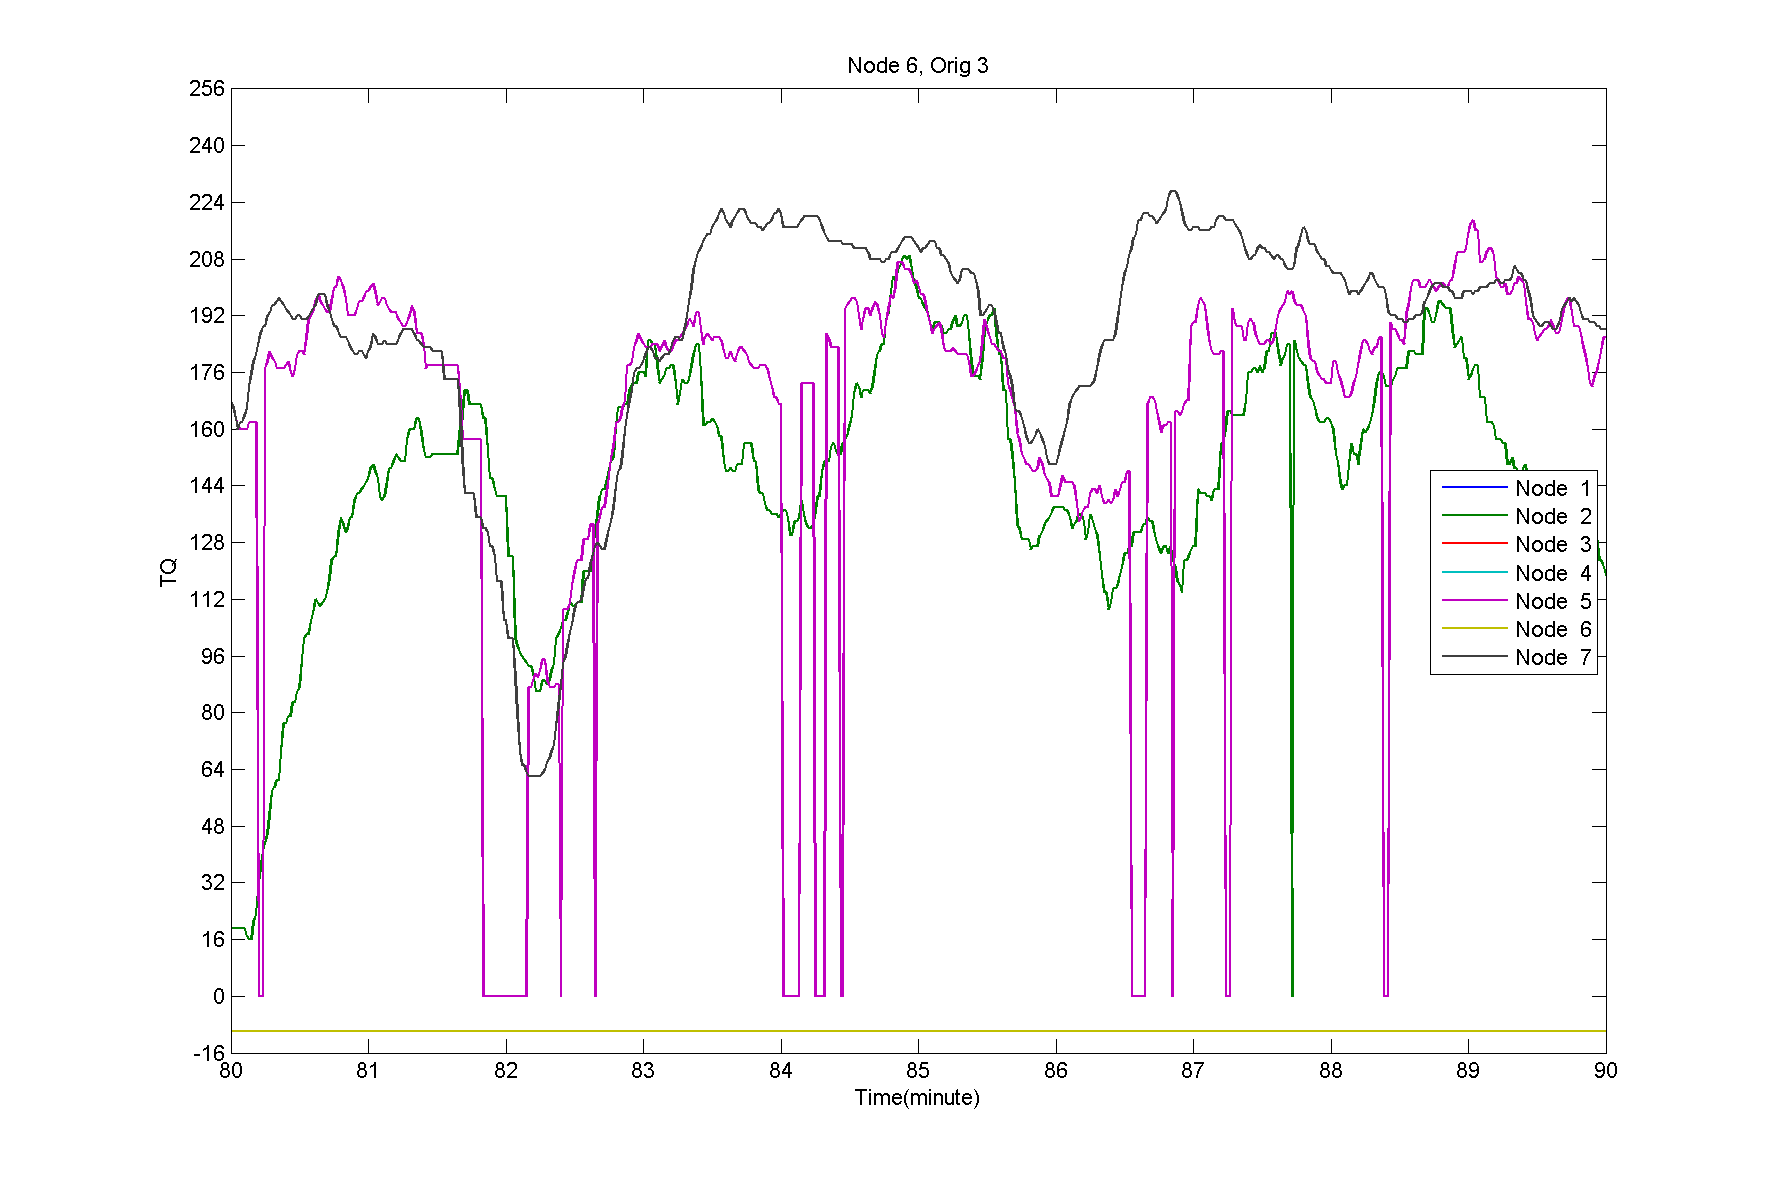 Node 6, Orig 3
256
240
224
208
192
176
160
144
128
112
96
80
64
48
32
16
0
-16
TQ
80 81 82 83 84 85 86 87 88 89 90
Time(minute)
Node 1
Node 2
Node 3
Node 4
Node 5
Node 6
Node 7